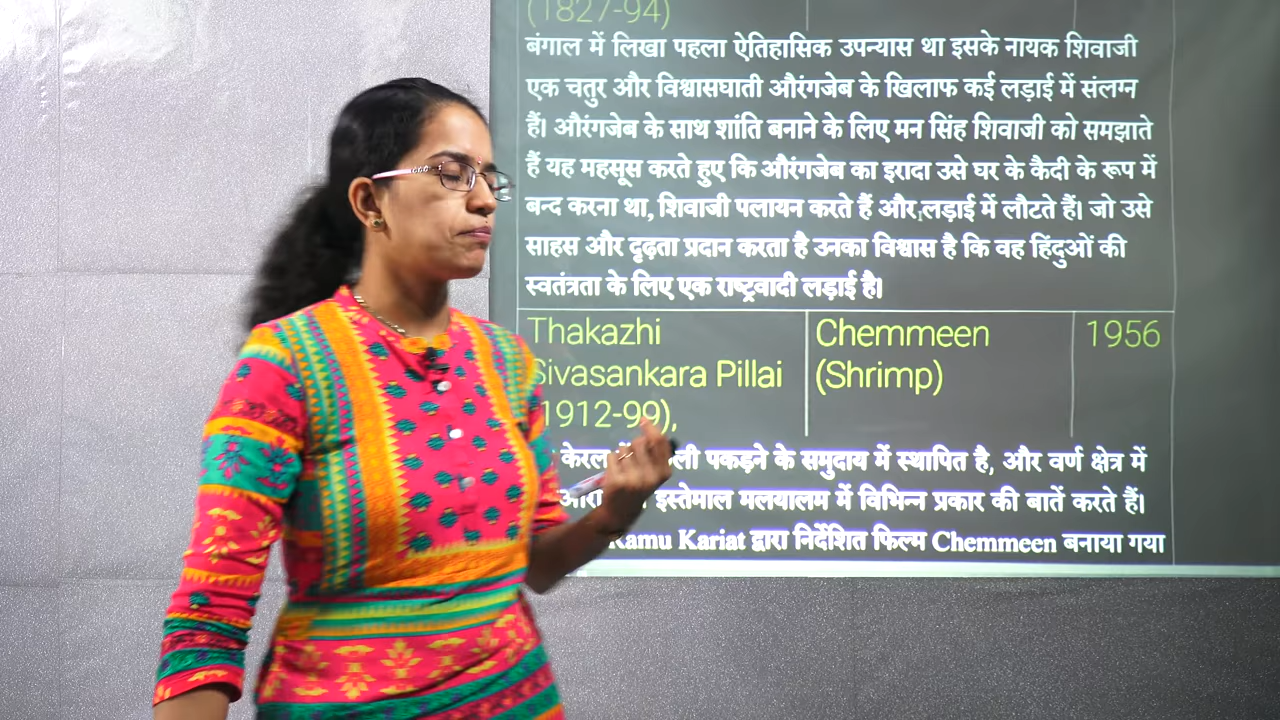 (1827-94)
बंगाल में लिखा पहला ऐतिहासिक उपन्यास था इसके नायक शिवाजी
एक चतुर और विश्वासघाती औरंगजेब के खिलाफ कई लड़ाई में संलग्न
हैं। औरंगजेब के साथ शांति बनाने के लिए मन सिंह शिवाजी को समझाते
हैं यह महसूस करते हुए कि औरंगजेब का इरादा उसे घर के कैदी के रूप में
बन्द करना था, शिवाजी पलायन करते हैं और लड़ाई में लौटते हैं। जो उसे
साहस और दृढ़ता प्रदान करता है उनका विश्वास है कि वह हिंदुओं की
स्वतंत्रता के लिए एक राष्ट्रवादी लड़ाई है।
Thakazhi Chemmeen 1956
Sivasankara Pillai (Shrimp)
1912-99),
केरल पकड़ने के समुदाय में स्थापित है, और वर्ण क्षेत्र में
इस्तेमाल मलयालम में विभिन्न प्रकार की बातें करते हैं।
Ramu Kariat द्वारा निर्देशित फिल्म Chemmeen बनाया गया